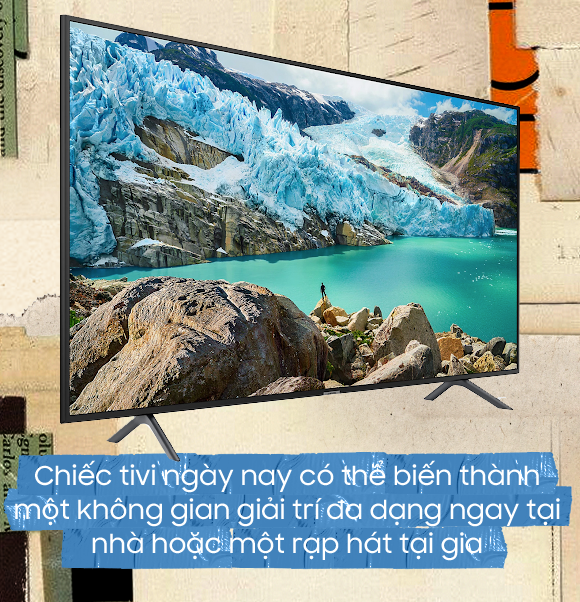 Chiếc tivi ngày nay có thể biến thành
một không gian giải trí đa dạng ngay tại
nhà hoặc một rạp hát tại gia